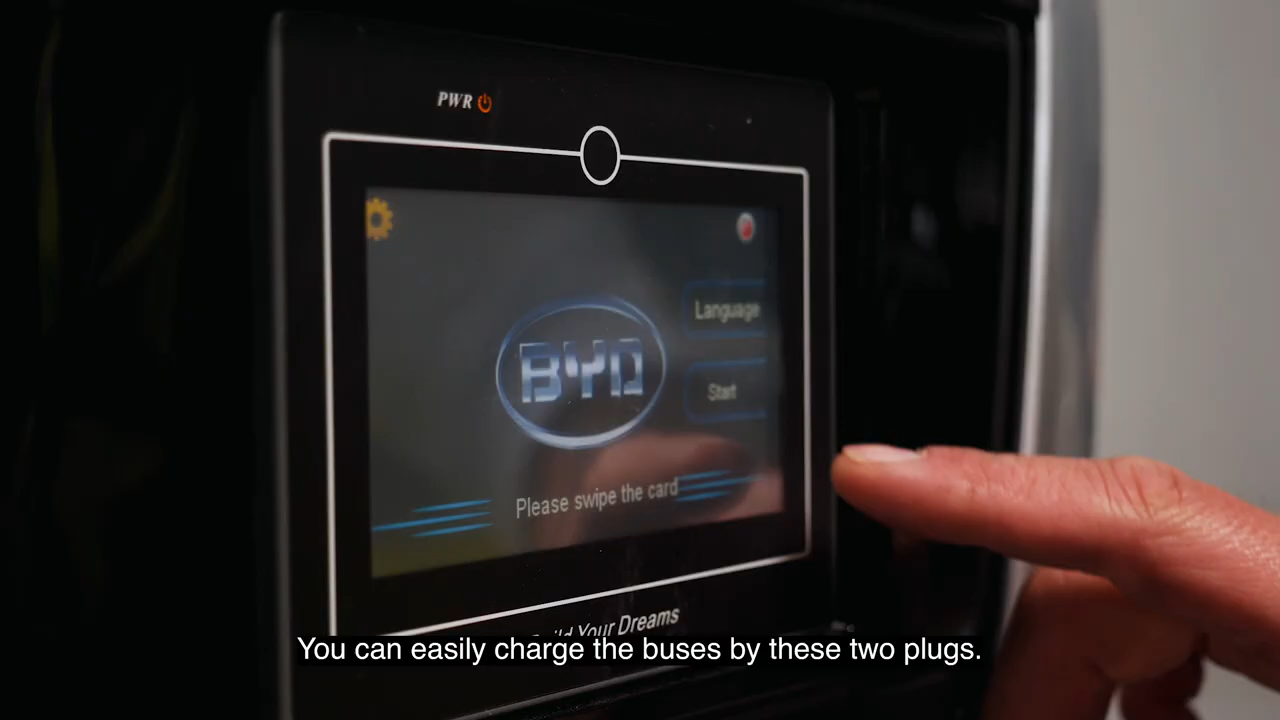 PWR
Language
BYD
Start
Please swipe the card
Your Dreams
You can easily charge the buses by these two plugs.